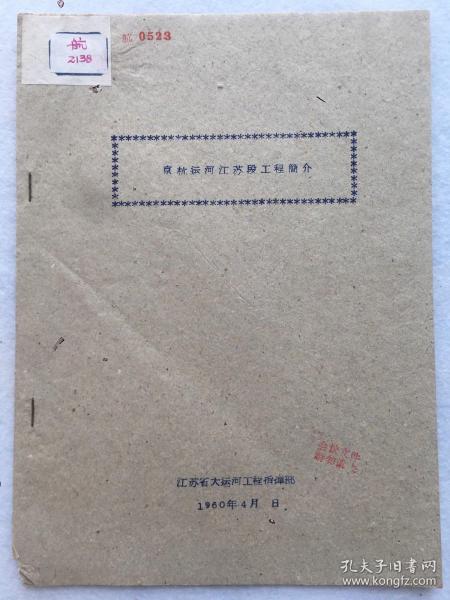 航
2138
航 0523
京杭运河江苏段工程簡介
江苏省大运河工程指揮部
1960年4月 日
孔夫子旧书网
www.kongfz.com